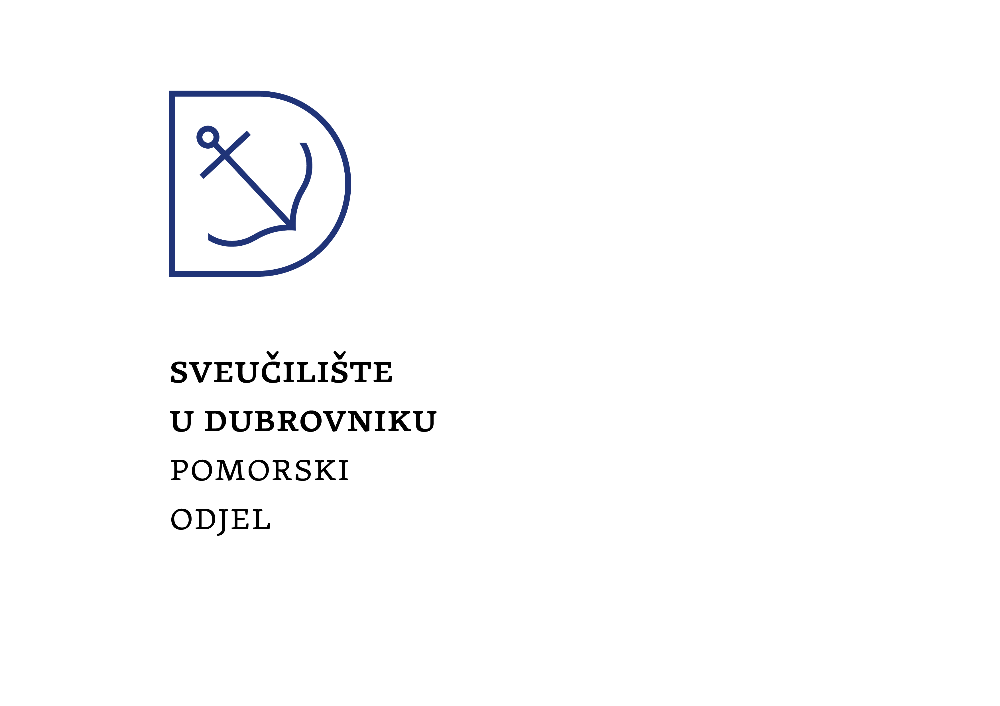 SVEUČILIŠTE
U DUBROVNIKU
POMORSKI
ODJEL